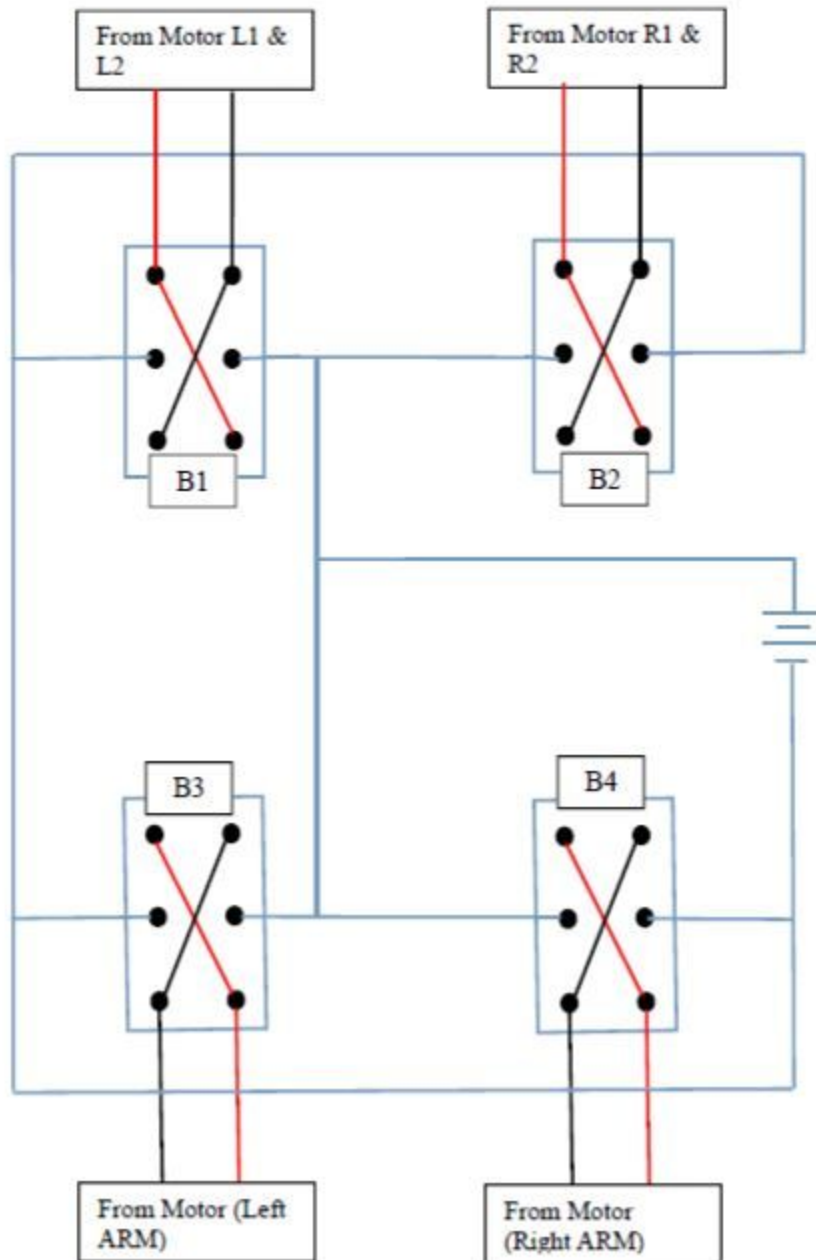 From Motor L1 &
L2
From Motor R1 &
R2
B1
B2
B3
B4
From Motor (Left
ARM)
From Motor
(Right ARM)